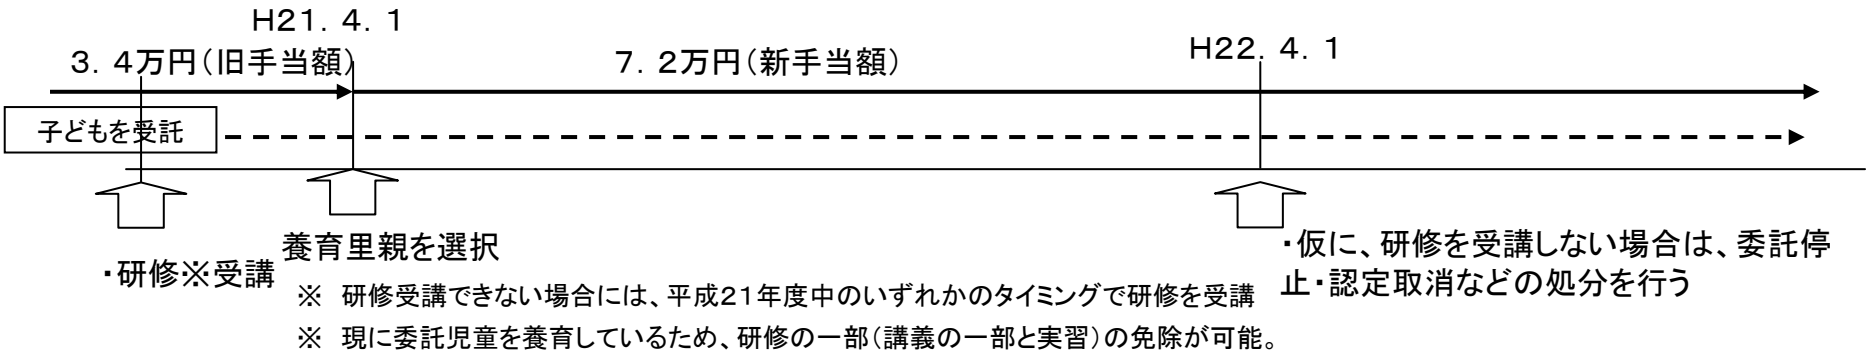 H21. 4. 1
3. 4万円(旧手当額)
7. 2万円(新手当額)
H22. 4. 1
子どもを受託
・研修※受講
養育里親を選択
※ 研修受講できない場合には、平成21年度中のいずれかのタイミングで研修を受講
※ 現に委託児童を養育しているため、研修の一部(講義の一部と実習)の免除が可能。
・仮に、研修を受講しない場合は、委託停
止・認定取消などの処分を行う